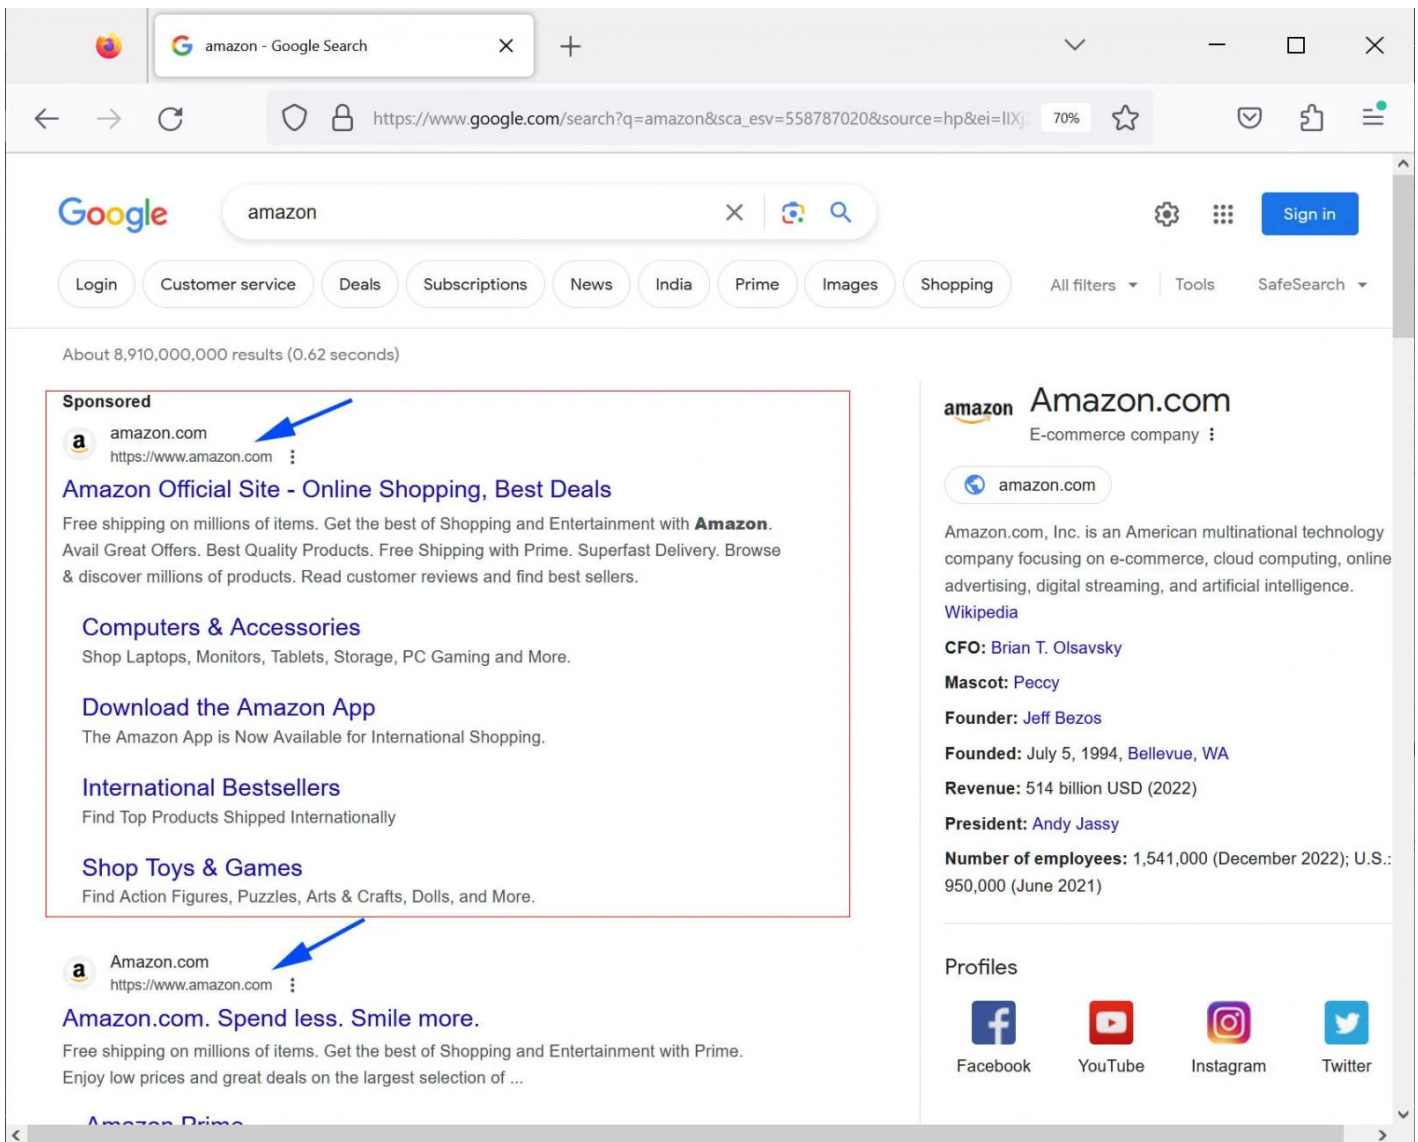 amazon - Google Search
https://www.google.com/search?q=amazon&sca_esv=558787020&source=hp&ei=
70%
Google
amazon
Sign in
Login
Customer service
Deals
Subscriptions
News
India
Prime
Images
Shopping
All filters
Tools
SafeSearch
About 8,910,000,000 results (0.62 seconds)
Sponsored
a
amazon.com
https://www.amazon.com
Amazon Official Site - Online Shopping, Best Deals
Free shipping on millions of items. Get the best of Shopping and Entertainment with Amazon.
Avail Great Offers. Best Quality Products. Free Shipping with Prime. Superfast Delivery. Browse
& discover millions of products. Read customer reviews and find best sellers.
Computers & Accessories
Shop Laptops, Monitors, Tablets, Storage, PC Gaming and More.
Download the Amazon App
The Amazon App is Now Available for International Shopping.
International Bestsellers
Find Top Products Shipped Internationally
Shop Toys & Games
Find Action Figures, Puzzles, Arts & Crafts, Dolls, and More.
a
Amazon.com
https://www.amazon.com
Amazon.com. Spend less. Smile more.
Free shipping on millions of items. Get the best of Shopping and Entertainment with Prime.
Enjoy low prices and great deals on the largest selection of ...
Amazon Prime
amazon
Amazon.com
E-commerce company
amazon.com
Amazon.com, Inc. is an American multinational technology
company focusing on e-commerce, cloud computing, online
advertising, digital streaming, and artificial intelligence.
Wikipedia
CFO: Brian T. Olsavsky
Mascot: Peccy
Founder: Jeff Bezos
Founded: July 5, 1994, Bellevue, WA
Revenue: 514 billion USD (2022)
President: Andy Jassy
Number of employees: 1,541,000 (December 2022); U.S.:
950,000 (June 2021)
Profiles
Facebook
YouTube
Instagram
Twitter